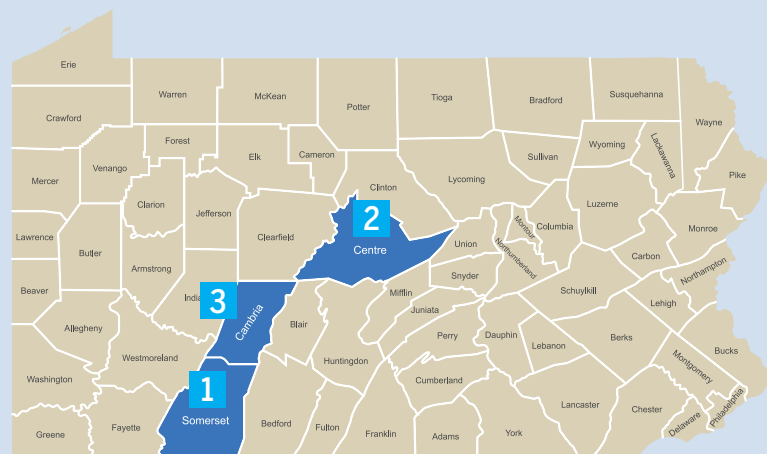 Erie
Warren
McKean
Potter
Tioga
Bradford
Susquehanna
Crawford
Wayne
Forest
Elk
Cameron
Sullivan
Wyoming
Lackawanna
Mercer
Venango
Clarion
Jefferson
Clinton
Lycoming
Pike
Luzerne
2
Centre
Clearfield
Montour
Columbia
Lawrence
Butler
Armstrong
Union
Northumberland
Monroe
Carbon
Snyder
Northampton
Beaver
India
3
Cambria
Mifflin
Juniata
Schuylkill
Lehigh
Allegheny
Blair
Perry
Dauphin
Lebanon
Berks
Bucks
Westmoreland
Huntingdon
Montgomery
Washington
1
Somerset
Cumberland
Lancaster
Chester
Delaware
Philadelphia
Greene
Fayette
Bedford
Fulton
Franklin
Adams
York